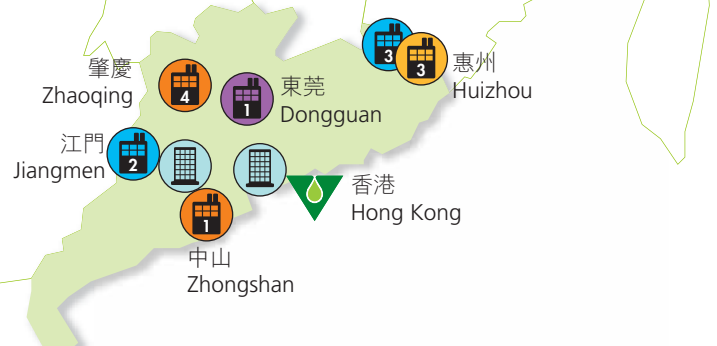 3
3
惠州
Huizhou
肇慶
Zhaoqing
4
1
東莞
Dongguan
江門
Jiangmen
2
香港
Hong Kong
1
中山
Zhongshan